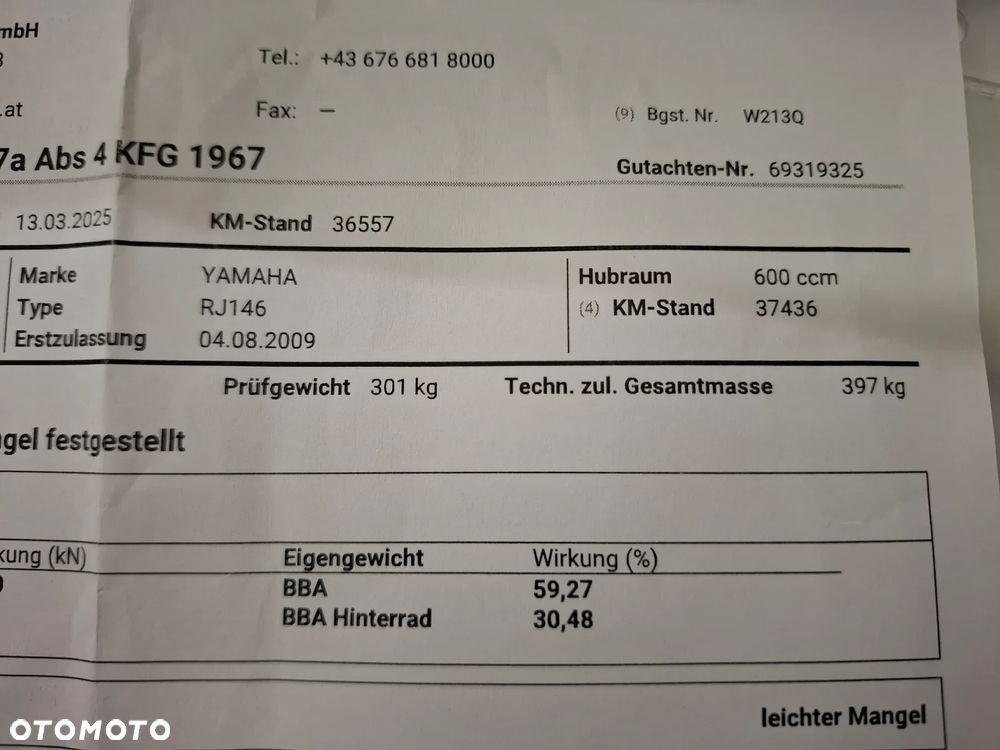 mbH
Tel.: +43 676 681 8000
.at
Fax: –
(9) Bgst. Nr. W213Q
7a Abs 4 KFG 1967
Gutachten-Nr. 69319325
13.03.2025 KM-Stand 36557
Marke YAMAHA Hubraum 600 ccm
Type RJ146 (4) KM-Stand 37436
Erstzulassung 04.08.2009
Prüfgewicht 301 kg Techn. zul. Gesamtmasse 397 kg
gel festgestellt
kung (kN) Eigengewicht Wirkung (%)
BBA 59,27
BBA Hinterrad 30,48
leichter Mangel
OTOMOTO